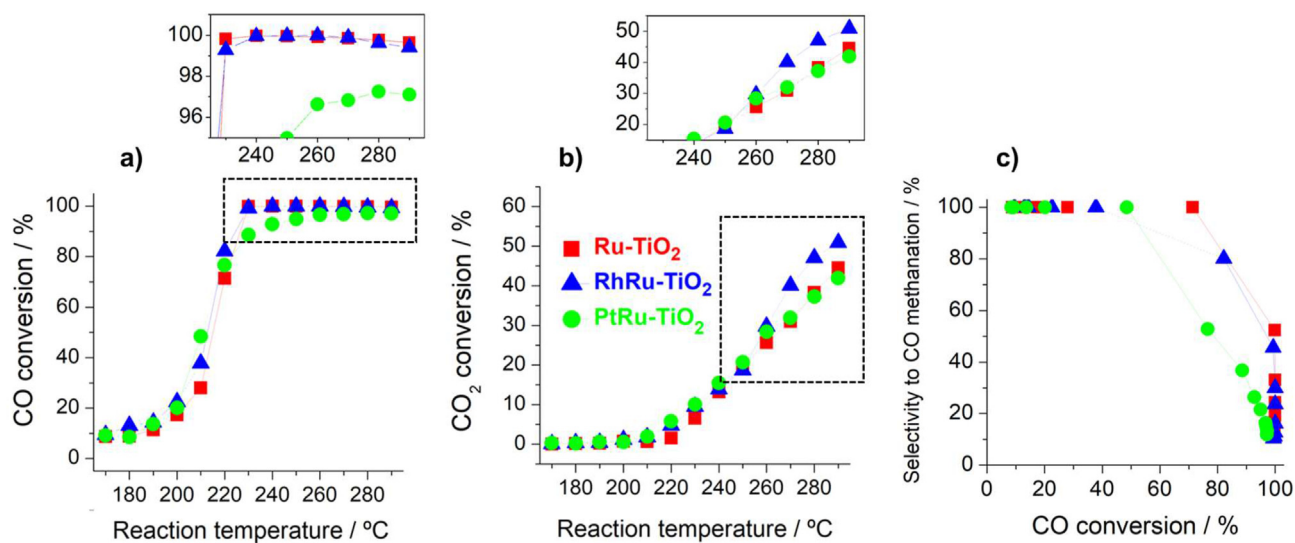 100
98
96
240 260 280
50
40
30
20
240 260 280
a)
b)
c)
CO conversion / %
100
80
60
40
20
0
180 200 220 240 260 280
Reaction temperature / ºC
CO₂ conversion / %
60
50
40
30
20
10
0
Ru-TiO₂
RhRu-TiO₂
PtRu-TiO₂
180 200 220 240 260 280
Reaction temperature / ºC
Selectivity to CO methanation / %
100
80
60
40
20
0
0 20 40 60 80 100
CO conversion / %